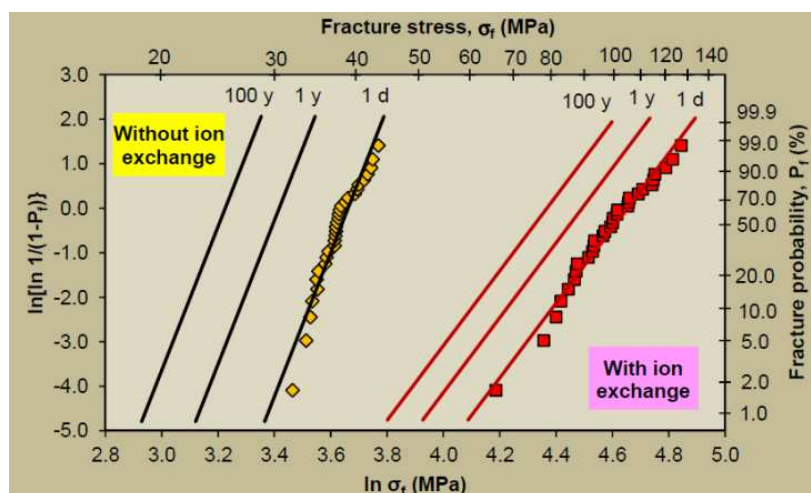 Fracture stress, σf (MPa)
20 30 40 50 60 70 80 100 120 140
3.0
2.0
1.0
0.0
-1.0
-2.0
-3.0
-4.0
-5.0
ln[ln 1/(1-Pf)}
100 y 1 y 1 d
100 y 1 y 1 d
Without ion
exchange
With ion
exchange
99.9
99.0
90.0
70.0
50.0
20.0
10.0
5.0
2.0
1.0
Fracture probability, Pf (%)
2.8 3.0 3.2 3.4 3.6 3.8 4.0 4.2 4.4 4.6 4.8 5.0
ln σf (MPa)